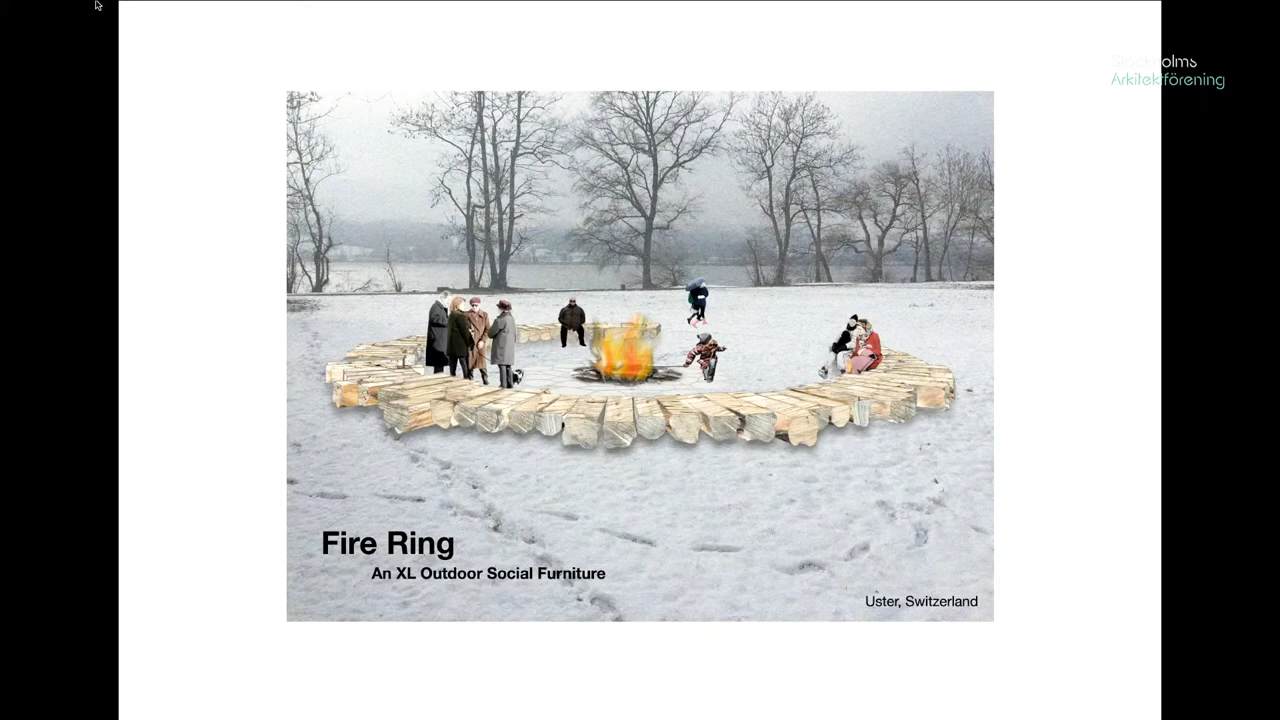 Stockholms
Arkitektförening
Fire Ring
An XL Outdoor Social Furniture
Uster, Switzerland